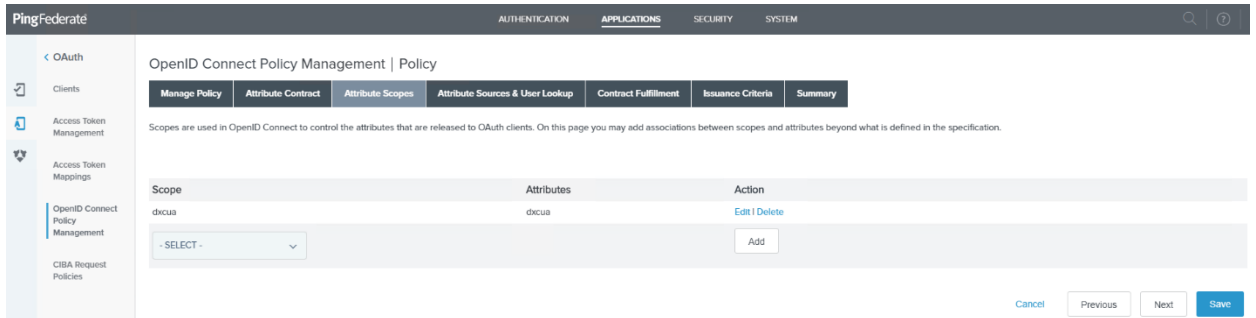 PingFederate
AUTHENTICATION APPLICATIONS SECURITY SYSTEM
< OAuth
Clients
Access Token
Management
Access Token
Mappings
OpenID Connect
Policy
Management
CIBA Request
Policies
OpenID Connect Policy Management | Policy
Manage Policy Attribute Contract Attribute Scopes Attribute Sources & User Lookup Contract Fulfillment Issuance Criteria Summary
Scopes are used in OpenID Connect to control the attributes that are released to OAuth clients. On this page you may add associations between scopes and attributes beyond what is defined in the specification.
Scope Attributes Action
dxcua dxcua Edit | Delete
- SELECT - Add
Cancel Previous Next Save